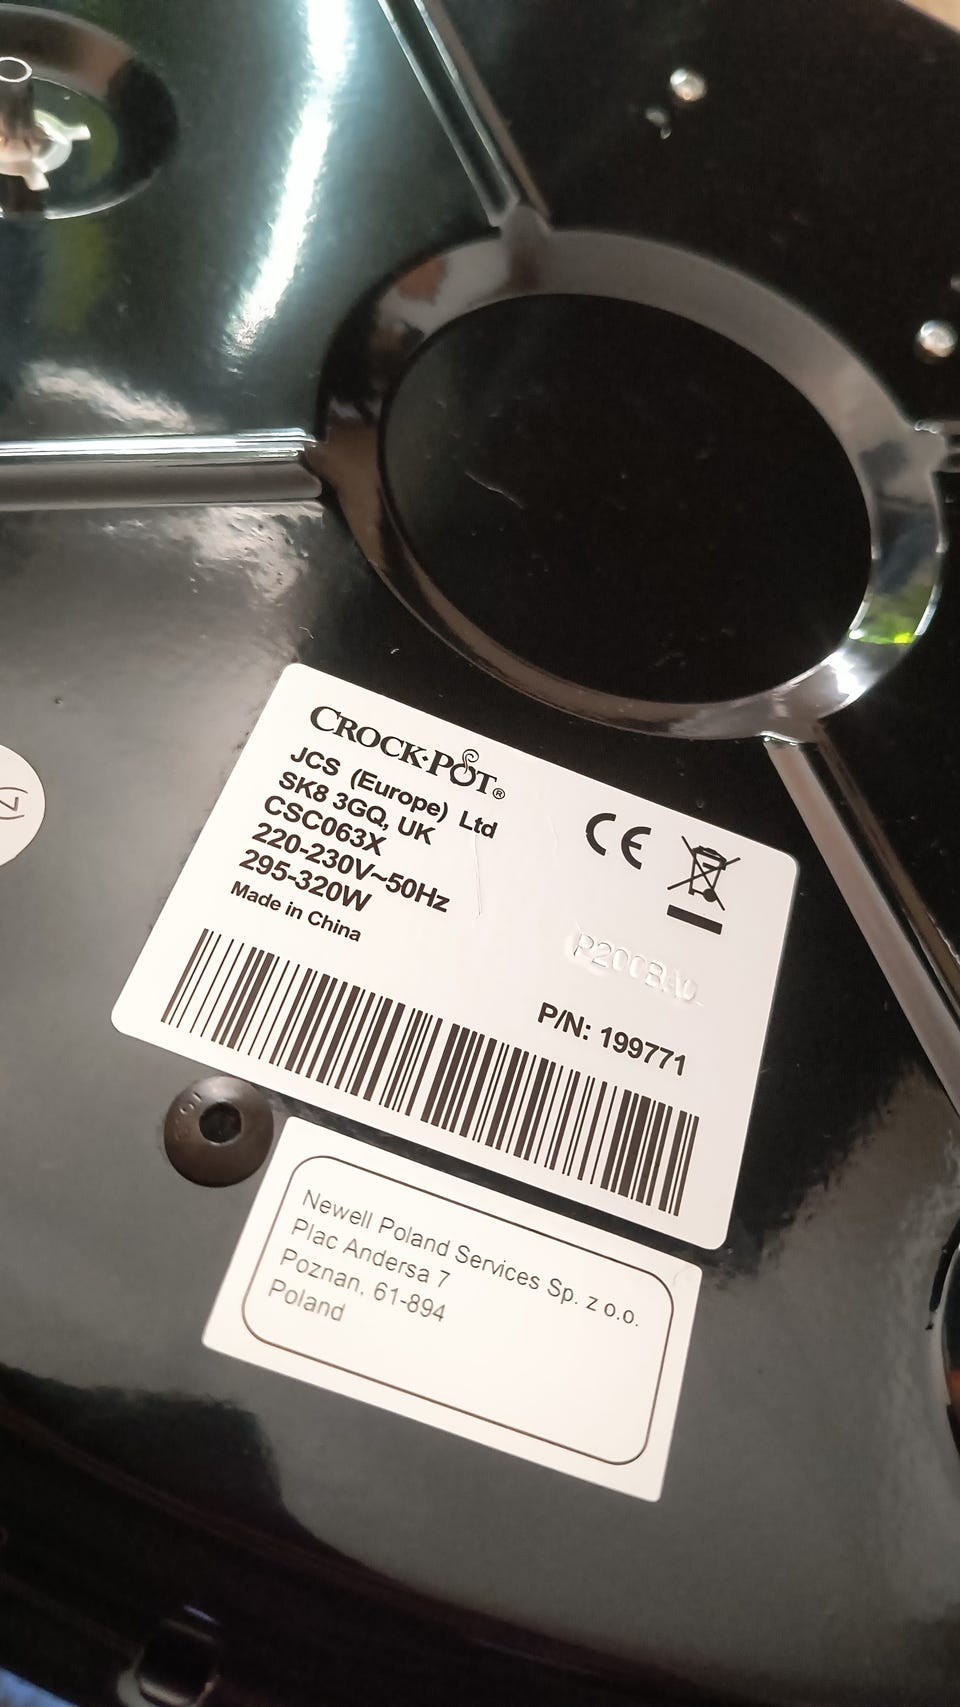 CROCK·POT®
JCS (Europe) Ltd
SK8 3GQ, UK
CSC063X
220-230V~50Hz
295-320W
Made in China
CE
P/N: 199771
Newell Poland Services Sp. z o.o.
Plac Andersa 7
Poznan, 61-894
Poland